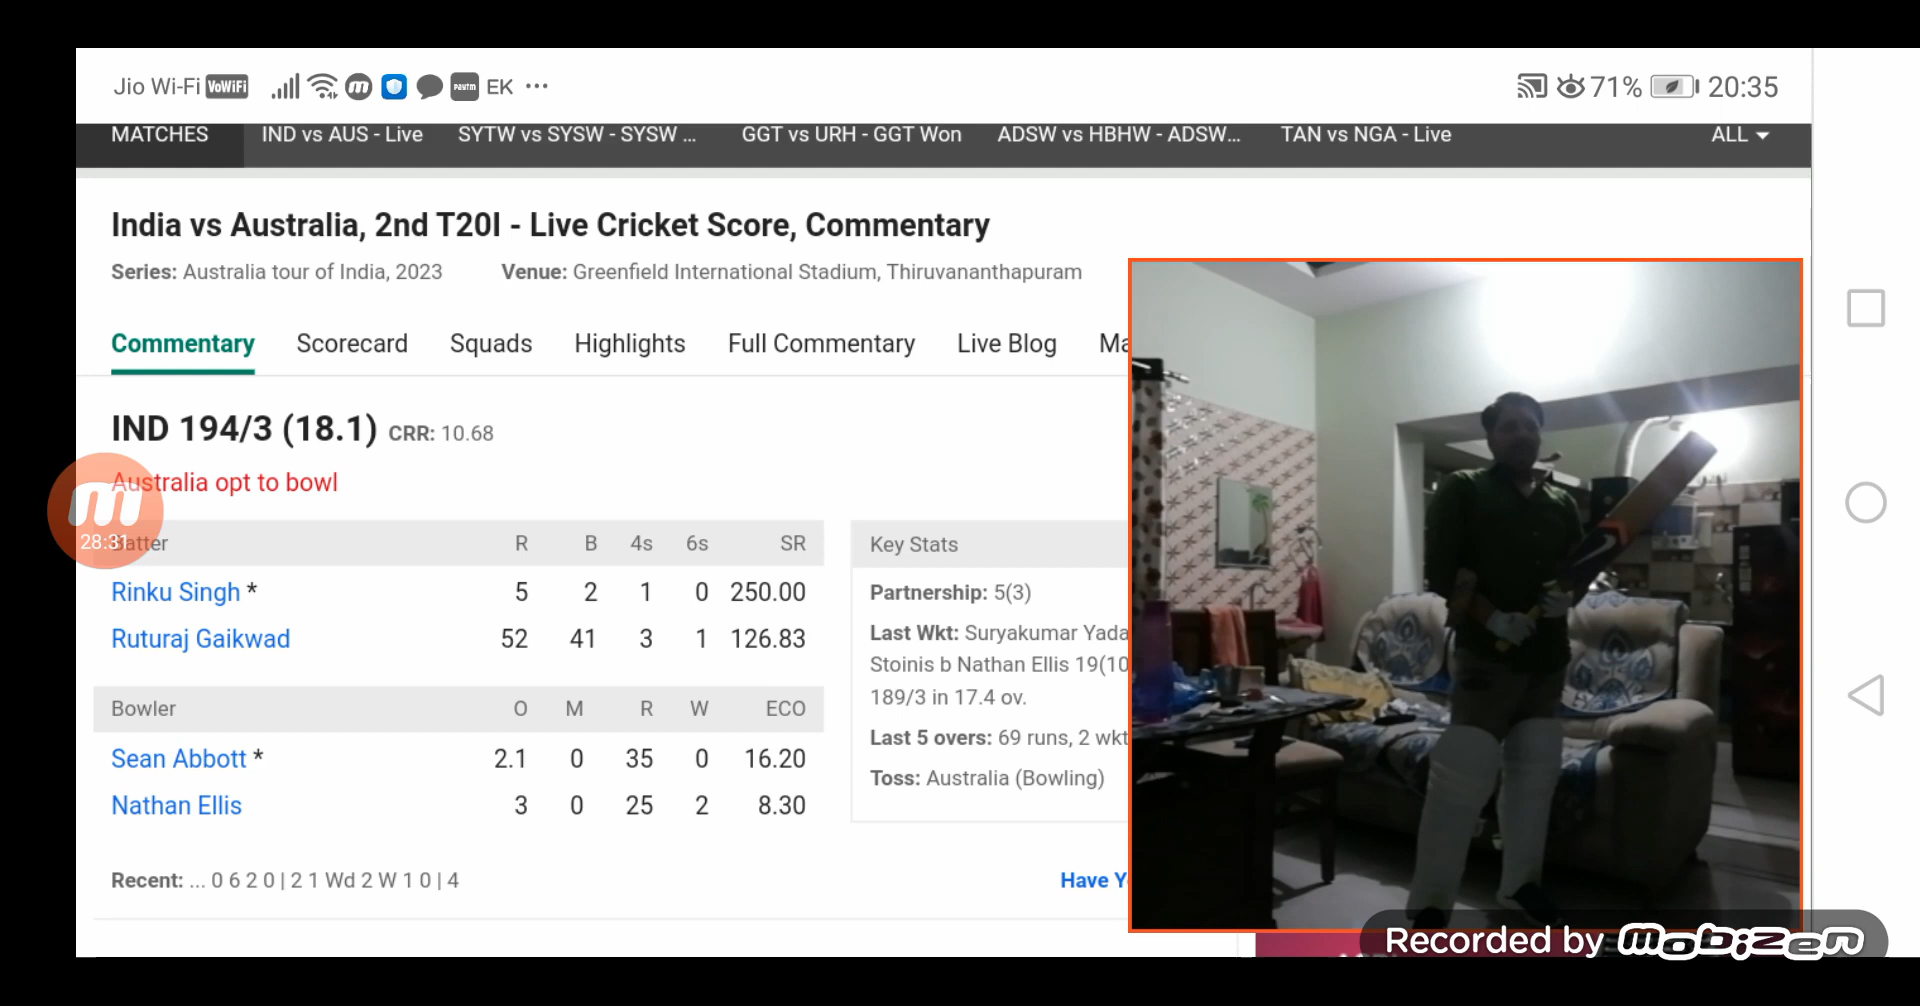 Jio Wi-Fi VoWiFi m Paytm EK ... 71% 20:35
MATCHES IND vs AUS - Live SYTW vs SYSW - SYSW ... GGT vs URH - GGT Won ADSW vs HBHW - ADSW... TAN vs NGA - Live ALL
India vs Australia, 2nd T20I - Live Cricket Score, Commentary
Series: Australia tour of India, 2023 Venue: Greenfield International Stadium, Thiruvananthapuram
Commentary Scorecard Squads Highlights Full Commentary Live Blog Ma
IND 194/3 (18.1) CRR: 10.68
Australia opt to bowl
28:31
Batter R B 4s 6s SR
Rinku Singh * 5 2 1 0 250.00
Ruturaj Gaikwad 52 41 3 1 126.83
Bowler O M R W ECO
Sean Abbott * 2.1 0 35 0 16.20
Nathan Ellis 3 0 25 2 8.30
Recent: ... 0 6 2 0 | 2 1 Wd 2 W 1 0 | 4
Key Stats
Partnership: 5(3)
Last Wkt: Suryakumar Yada
Stoinis b Nathan Ellis 19(10
189/3 in 17.4 ov.
Last 5 overs: 69 runs, 2 wkt
Toss: Australia (Bowling)
Have Y
Recorded by mobizen